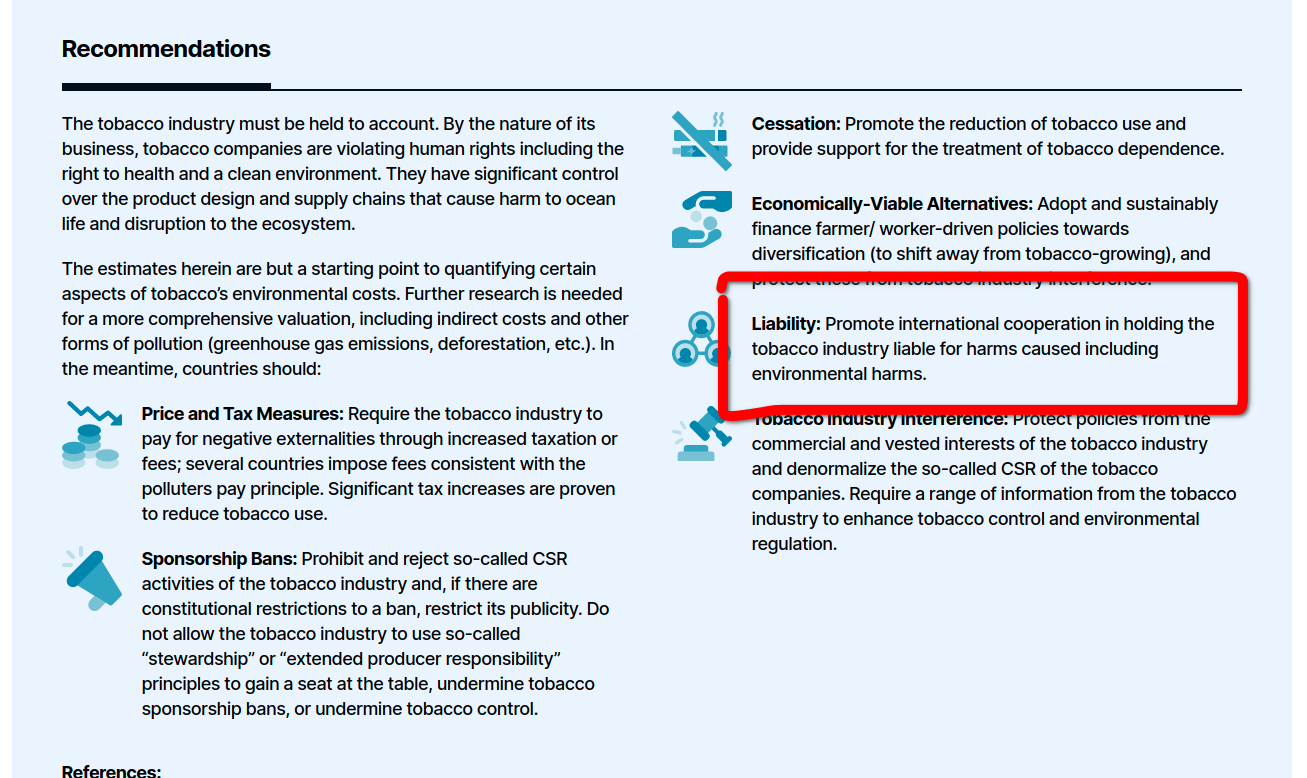 Recommendations
The tobacco industry must be held to account. By the nature of its
business, tobacco companies are violating human rights including the
right to health and a clean environment. They have significant control
over the product design and supply chains that cause harm to ocean
life and disruption to the ecosystem.
The estimates herein are but a starting point to quantifying certain
aspects of tobacco’s environmental costs. Further research is needed
for a more comprehensive valuation, including indirect costs and other
forms of pollution (greenhouse gas emissions, deforestation, etc.). In
the meantime, countries should:
Price and Tax Measures: Require the tobacco industry to
pay for negative externalities through increased taxation or
fees; several countries impose fees consistent with the
polluters pay principle. Significant tax increases are proven
to reduce tobacco use.
Sponsorship Bans: Prohibit and reject so-called CSR
activities of the tobacco industry and, if there are
constitutional restrictions to a ban, restrict its publicity. Do
not allow the tobacco industry to use so-called
“stewardship” or “extended producer responsibility”
principles to gain a seat at the table, undermine tobacco
sponsorship bans, or undermine tobacco control.
Cessation: Promote the reduction of tobacco use and
provide support for the treatment of tobacco dependence.
Economically-Viable Alternatives: Adopt and sustainably
finance farmer/ worker-driven policies towards
diversification (to shift away from tobacco-growing), and
protect these from tobacco industry interference.
Liability: Promote international cooperation in holding the
tobacco industry liable for harms caused including
environmental harms.
Tobacco Industry Interference: Protect policies from the
commercial and vested interests of the tobacco industry
and denormalize the so-called CSR of the tobacco
companies. Require a range of information from the tobacco
industry to enhance tobacco control and environmental
regulation.
References: